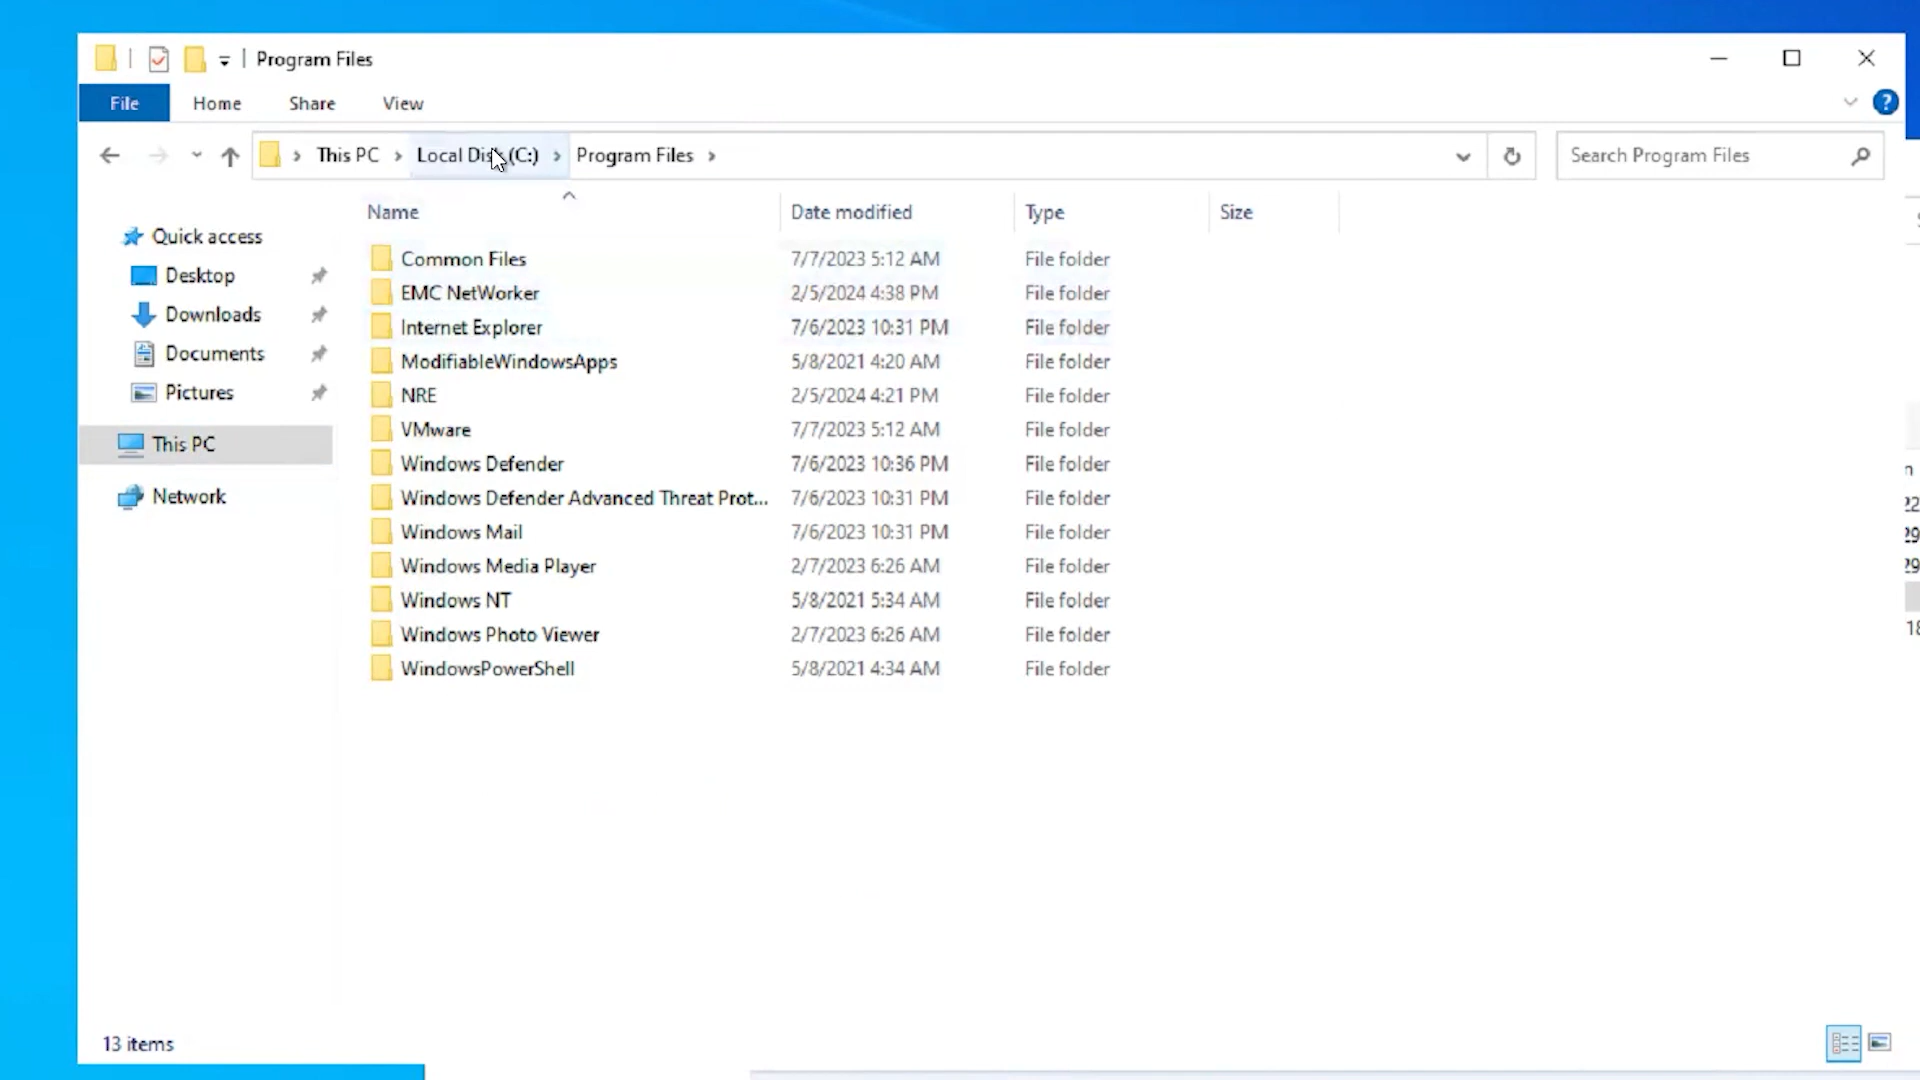 Program Files
File Home Share View
This PC Local Disk (C:) Program Files
Search Program Files
Name Date modified Type Size
Quick access
Desktop
Downloads
Documents
Pictures
This PC
Network
Common Files 7/7/2023 5:12 AM File folder
EMC NetWorker 2/5/2024 4:38 PM File folder
Internet Explorer 7/6/2023 10:31 PM File folder
ModifiableWindowsApps 5/8/2021 4:20 AM File folder
NRE 2/5/2024 4:21 PM File folder
VMware 7/7/2023 5:12 AM File folder
Windows Defender 7/6/2023 10:36 PM File folder
Windows Defender Advanced Threat Prot... 7/6/2023 10:31 PM File folder
Windows Mail 7/6/2023 10:31 PM File folder
Windows Media Player 2/7/2023 6:26 AM File folder
Windows NT 5/8/2021 5:34 AM File folder
Windows Photo Viewer 2/7/2023 6:26 AM File folder
WindowsPowerShell 5/8/2021 4:34 AM File folder
13 items